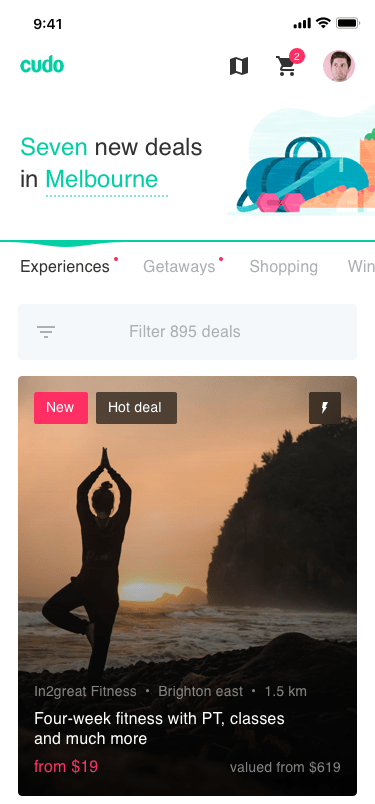 9:41
cudo
2
Seven new deals
in Melbourne
Experiences Getaways Shopping Win
Filter 895 deals
New Hot deal
In2great Fitness • Brighton east • 1.5 km
Four-week fitness with PT, classes
and much more
from $19 valued from $619